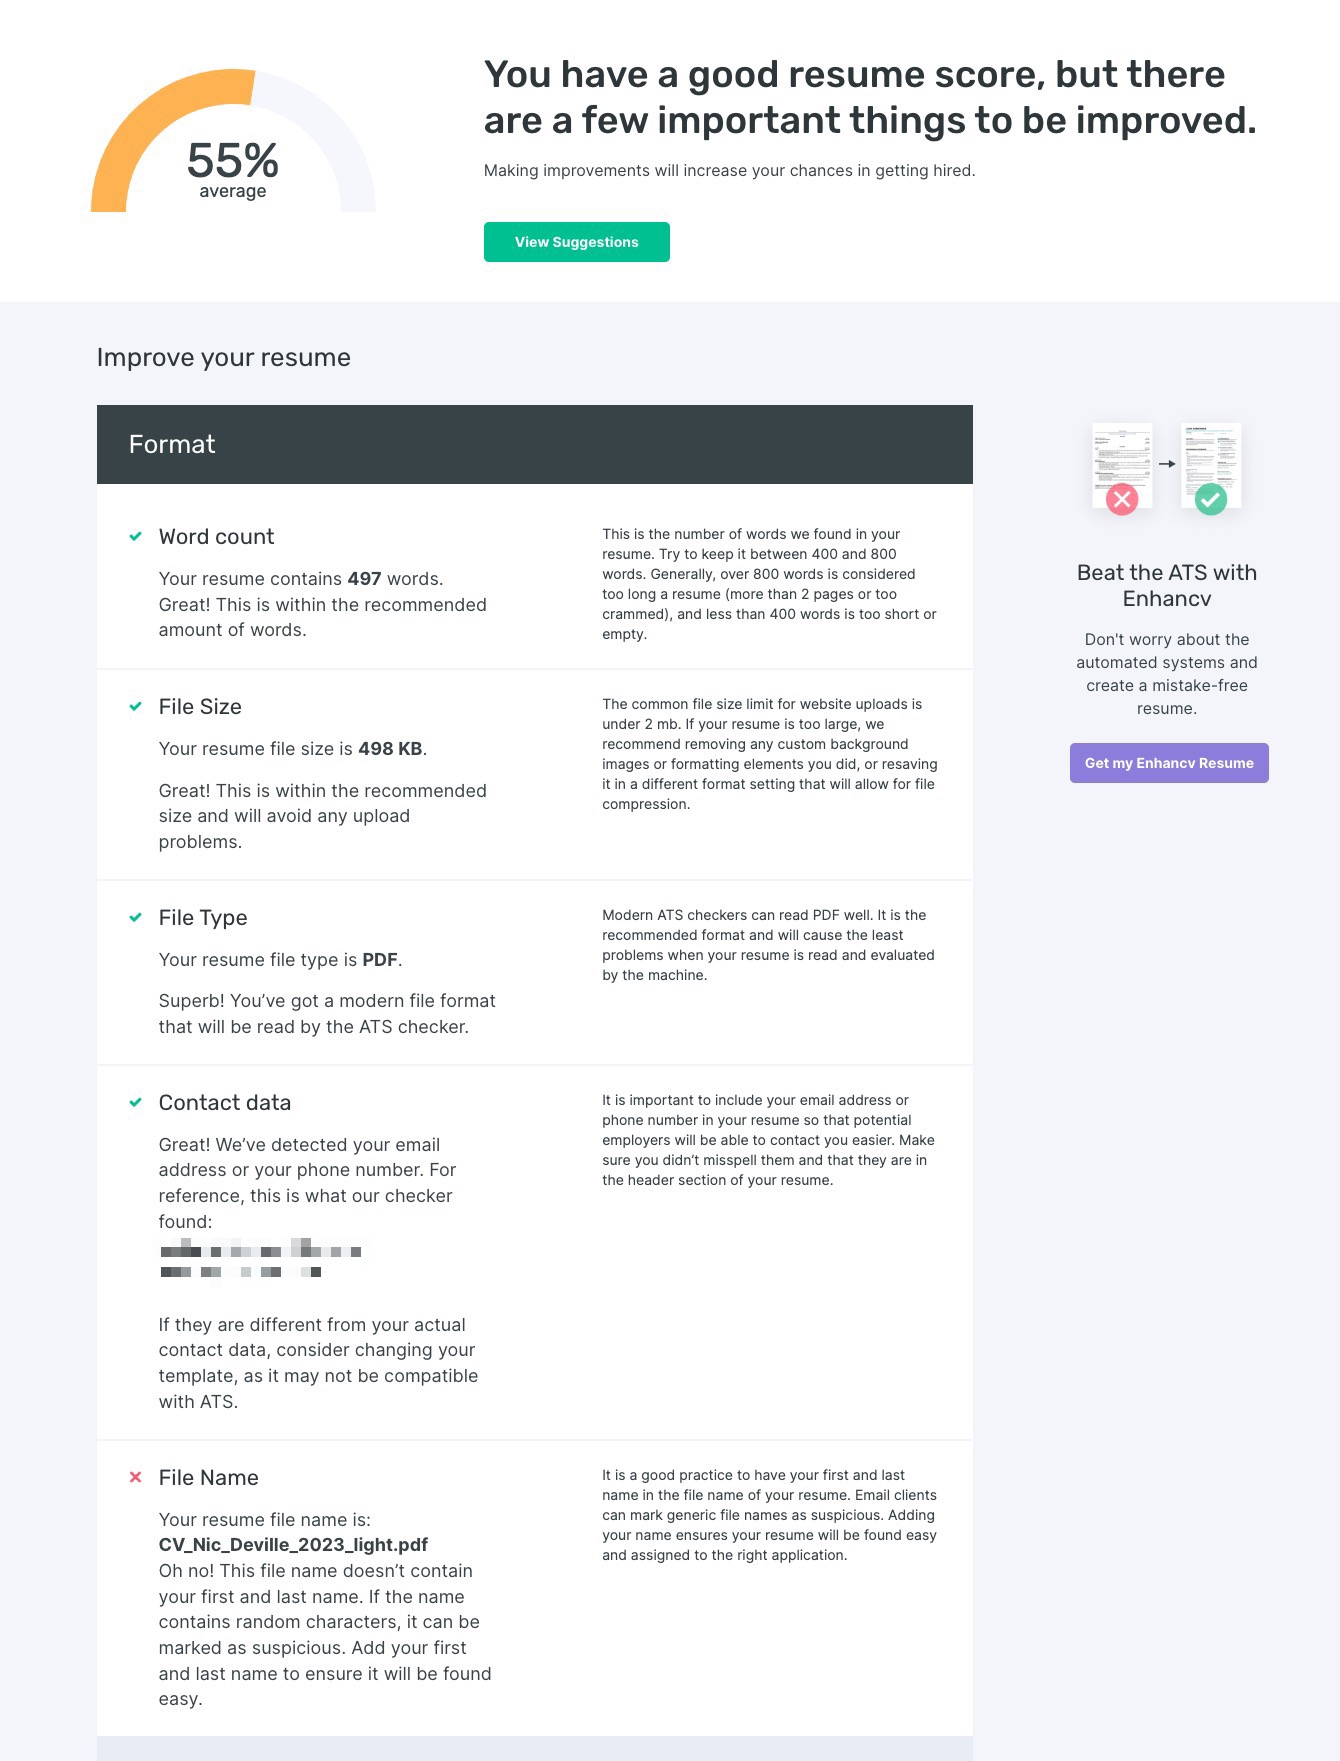 55%
average
You have a good resume score, but there
are a few important things to be improved.
Making improvements will increase your chances in getting hired.
View Suggestions
Improve your resume
Format
Word count
Your resume contains 497 words.
Great! This is within the recommended
amount of words.
This is the number of words we found in your
resume. Try to keep it between 400 and 800
words. Generally, over 800 words is considered
too long a resume (more than 2 pages or too
crammed), and less than 400 words is too short or
empty.
File Size
Your resume file size is 498 KB.
Great! This is within the recommended
size and will avoid any upload
problems.
The common file size limit for website uploads is
under 2 mb. If your resume is too large, we
recommend removing any custom background
images or formatting elements you did, or resaving
it in a different format setting that will allow for file
compression.
File Type
Your resume file type is PDF.
Superb! You’ve got a modern file format
that will be read by the ATS checker.
Modern ATS checkers can read PDF well. It is the
recommended format and will cause the least
problems when your resume is read and evaluated
by the machine.
Contact data
Great! We’ve detected your email
address or your phone number. For
reference, this is what our checker
found:
If they are different from your actual
contact data, consider changing your
template, as it may not be compatible
with ATS.
It is important to include your email address or
phone number in your resume so that potential
employers will be able to contact you easier. Make
sure you didn’t misspell them and that they are in
the header section of your resume.
File Name
Your resume file name is:
CV_Nic_Deville_2023_light.pdf
Oh no! This file name doesn’t contain
your first and last name. If the name
contains random characters, it can be
marked as suspicious. Add your first
and last name to ensure it will be found
easy.
It is a good practice to have your first and last
name in the file name of your resume. Email clients
can mark generic file names as suspicious. Adding
your name ensures your resume will be found easy
and assigned to the right application.
Beat the ATS with
Enhancv
Don't worry about the
automated systems and
create a mistake-free
resume.
Get my Enhancv Resume